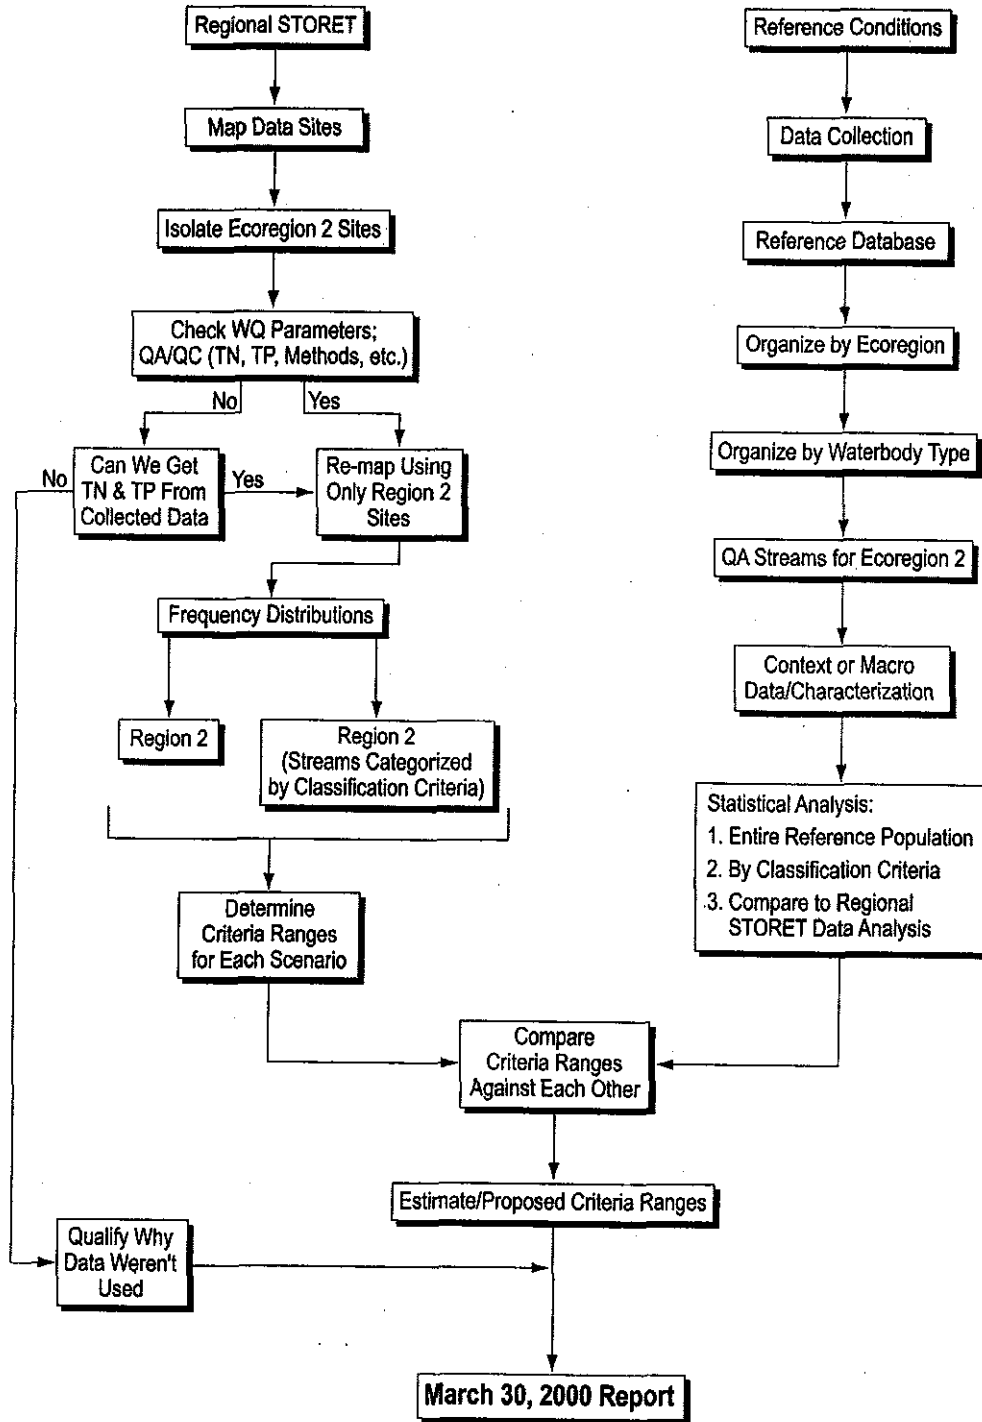 Regional STORET
Map Data Sites
Isolate Ecoregion 2 Sites
Check WQ Parameters;
QA/QC (TN, TP, Methods, etc.)
No
Yes
No
Can We Get
TN & TP From
Collected Data
Yes
Re-map Using
Only Region 2
Sites
Frequency Distributions
Region 2
Region 2
(Streams Categorized
by Classification Criteria)
Determine
Criteria Ranges
for Each Scenario
Reference Conditions
Data Collection
Reference Database
Organize by Ecoregion
Organize by Waterbody Type
QA Streams for Ecoregion 2
Context or Macro
Data/Characterization
Statistical Analysis:
1. Entire Reference Population
2. By Classification Criteria
3. Compare to Regional
STORET Data Analysis
Compare
Criteria Ranges
Against Each Other
Estimate/Proposed Criteria Ranges
Qualify Why
Data Weren't
Used
March 30, 2000 Report